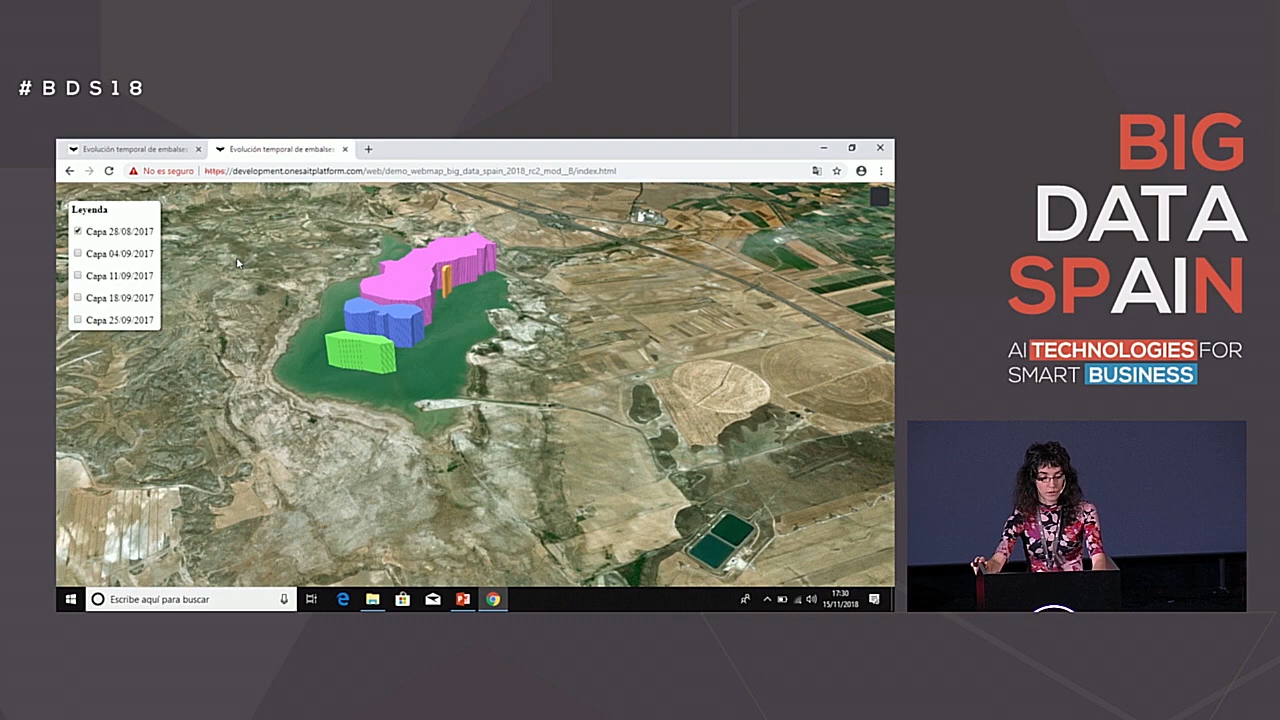 #BDS18
Evolución temporal de embalse:
Evolución temporal de embalse:
No es seguro
https://development.onesaitplatform.com/web/demo_webmap_big_data_spain_2018_rc2_mod__8/index.html
Leyenda
Capa 28/08/2017
Capa 04/09/2017
Capa 11/09/2017
Capa 18/09/2017
Capa 25/09/2017
Escribe aquí para buscar
17:30
15/11/2018
BIG
DATA
SPAIN
AI TECHNOLOGIES FOR
SMART BUSINESS